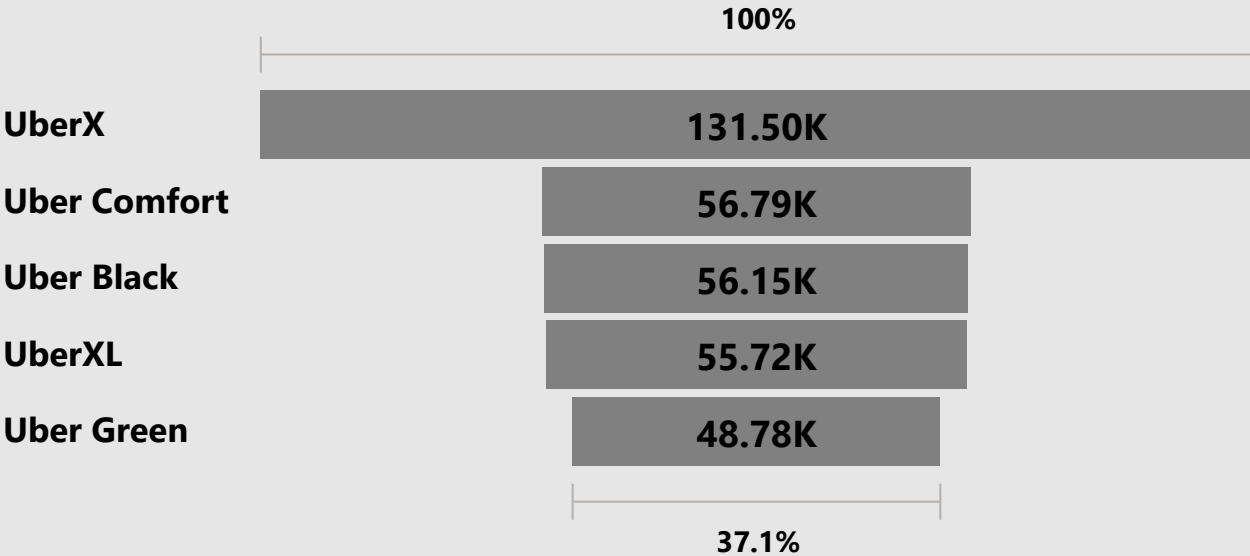 100%
UberX 131.50K
Uber Comfort 56.79K
Uber Black 56.15K
UberXL 55.72K
Uber Green 48.78K
37.1%